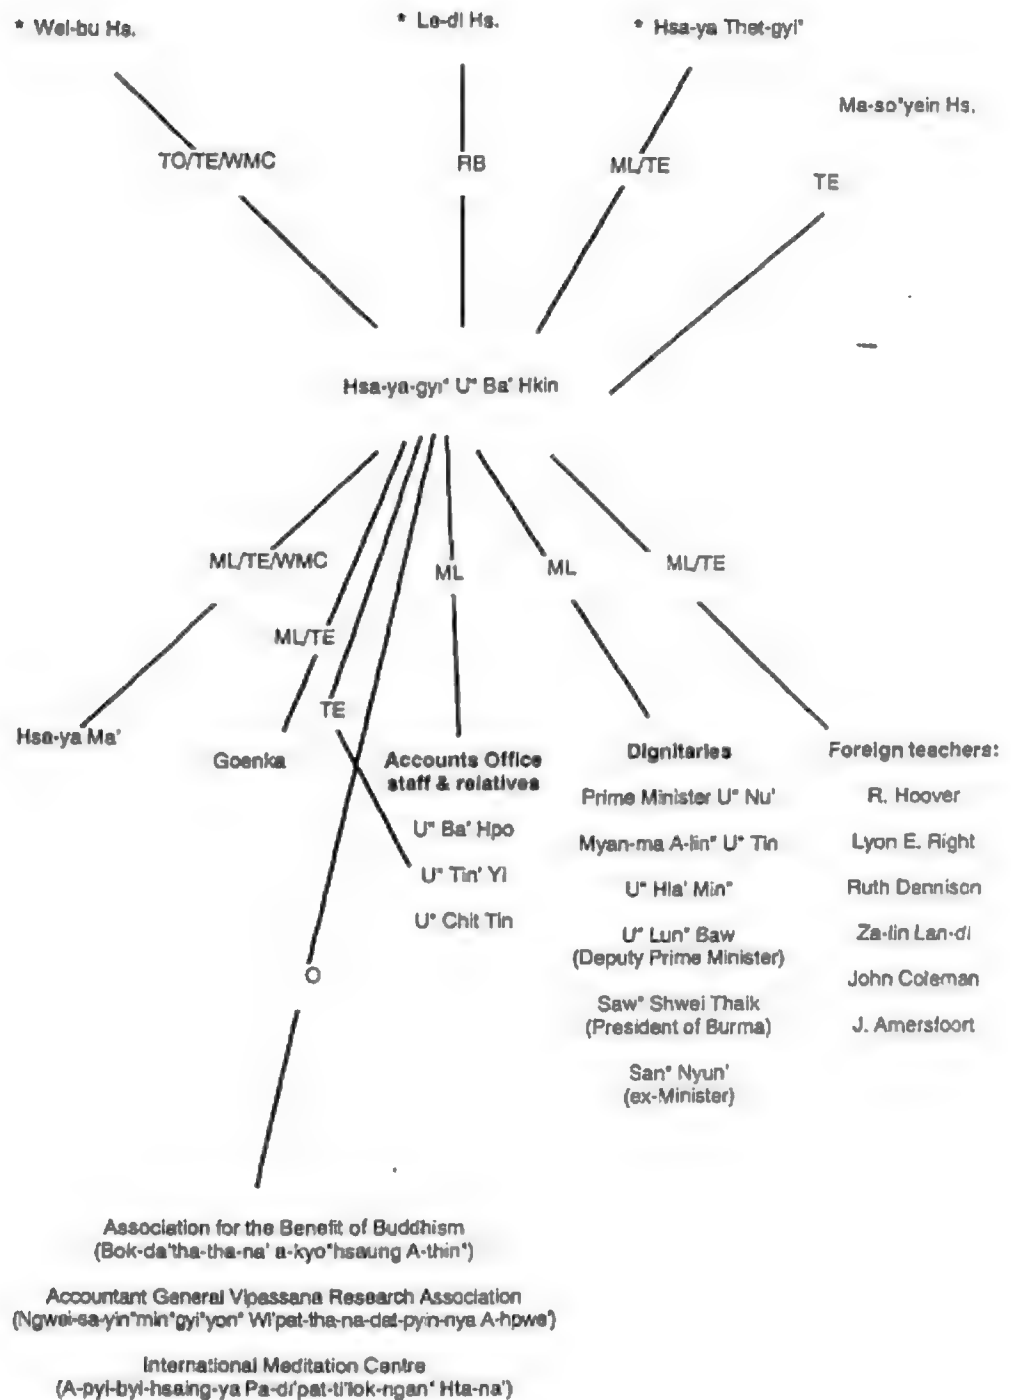 * Wei-bu Hs.
* Le-di Hs.
* Hsa-ya Thet-gyi"
Ma-so"yein Hs.
TO/TE/WMC
RB
ML/TE
TE
Hsa-ya-gyi" U" Ba' Hkin
ML/TE/WMC
ML
ML
ML/TE
ML/TE
TE
Hsa-ya Ma'
Goenka
Accounts Office
staff & relatives
U" Ba' Hpo
U" Tin' Yi
U" Chit Tin
Dignitaries
Prime Minister U" Nu'
Myan-ma A-lin" U" Tin
U" Hla' Min"
U" Lun" Baw
(Deputy Prime Minister)
Saw" Shwei Thaik
(President of Burma)
San" Nyun'
(ex-Minister)
Foreign teachers:
R. Hoover
Lyon E. Right
Ruth Dennison
Za-lin Lan-di
John Coleman
J. Amersfoort
O
Association for the Benefit of Buddhism
(Bok-da'tha-tha-na' a-kyo"hsaung A-thin")
Accountant General Vipassana Research Association
(Ngwei-sa-yin"min"gyi"yon" Wi'pat-tha-na-dat-pyin-nya A-hpwe')
International Meditation Centre
(A-pyi-byi-hsaing-ya Pa-di'pat-ti'lok-ngan" Hta-na')